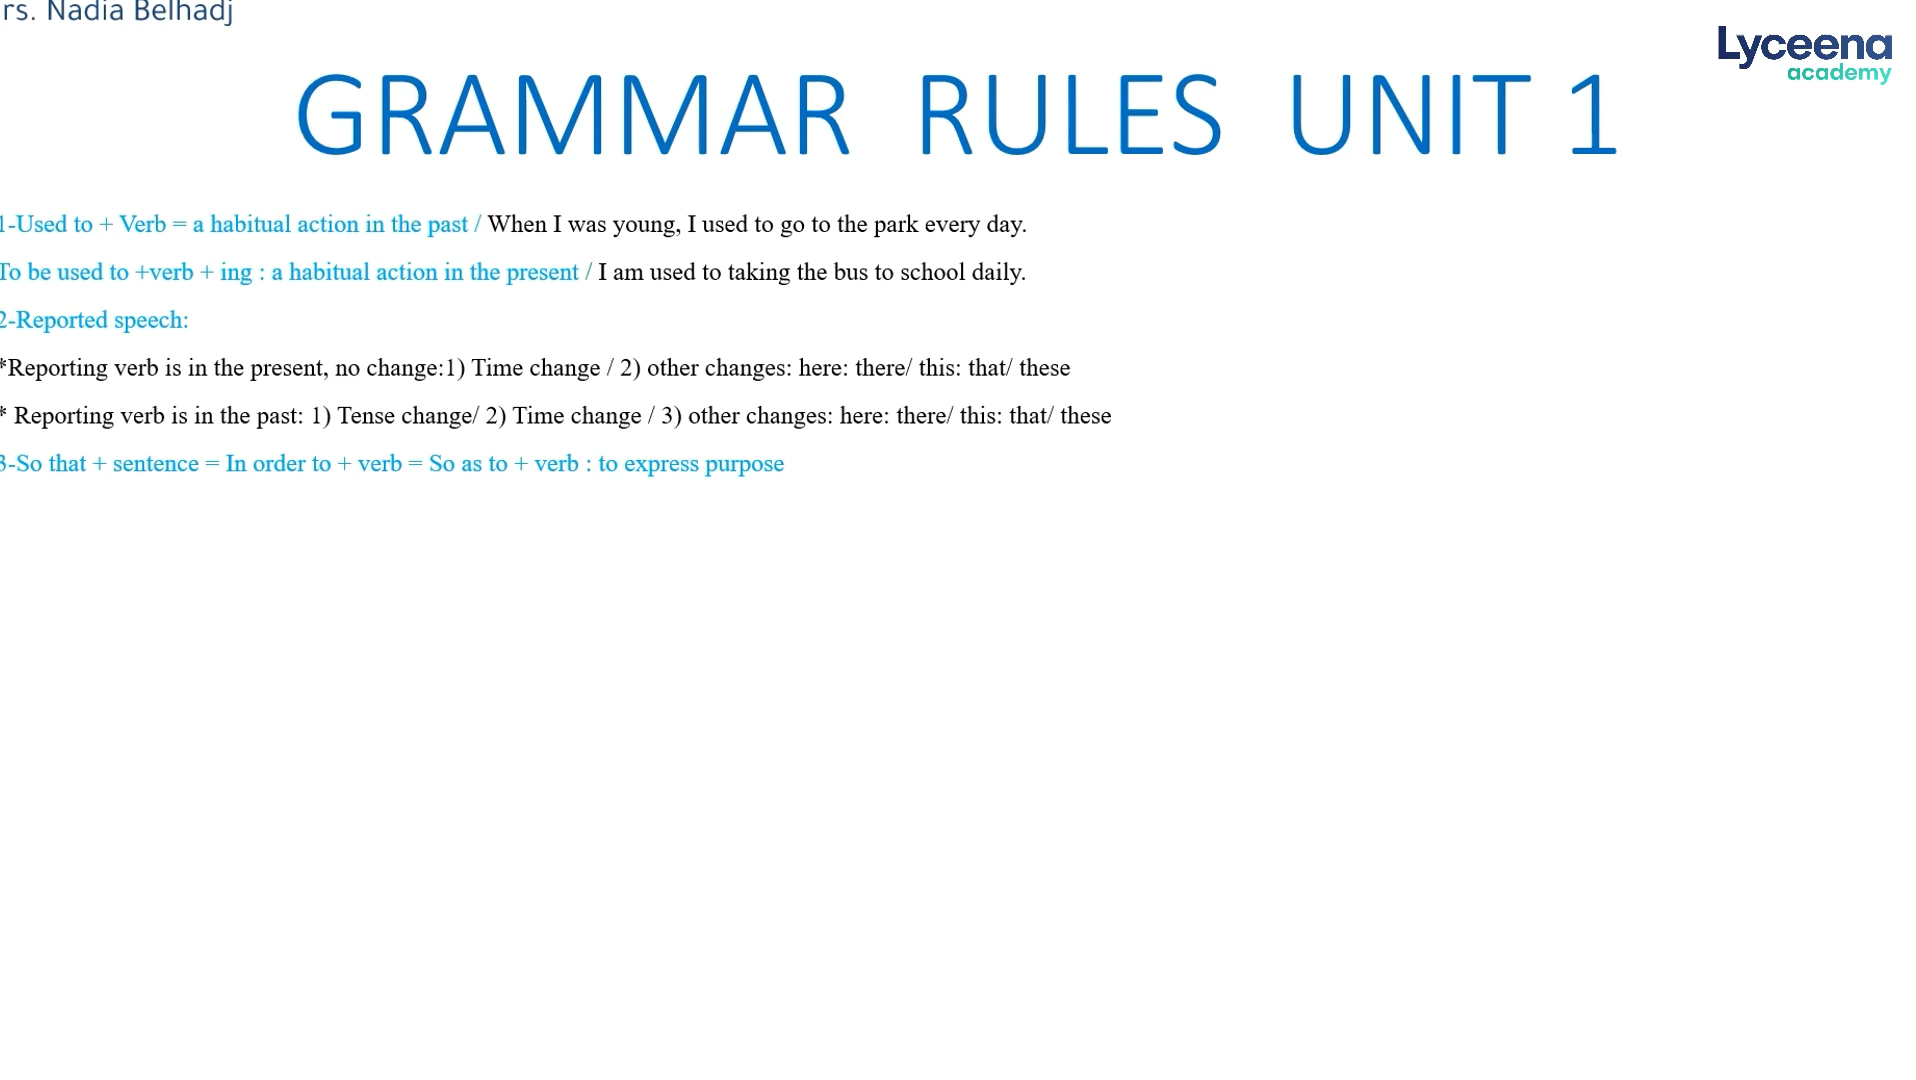 rs. Nadia Belhadj
Lyceena
academy
GRAMMAR RULES UNIT 1
1-Used to + Verb = a habitual action in the past / When I was young, I used to go to the park every day.
To be used to +verb + ing : a habitual action in the present / I am used to taking the bus to school daily.
2-Reported speech:
*Reporting verb is in the present, no change:1) Time change / 2) other changes: here: there/ this: that/ these
* Reporting verb is in the past: 1) Tense change/ 2) Time change / 3) other changes: here: there/ this: that/ these
3-So that + sentence = In order to + verb = So as to + verb : to express purpose